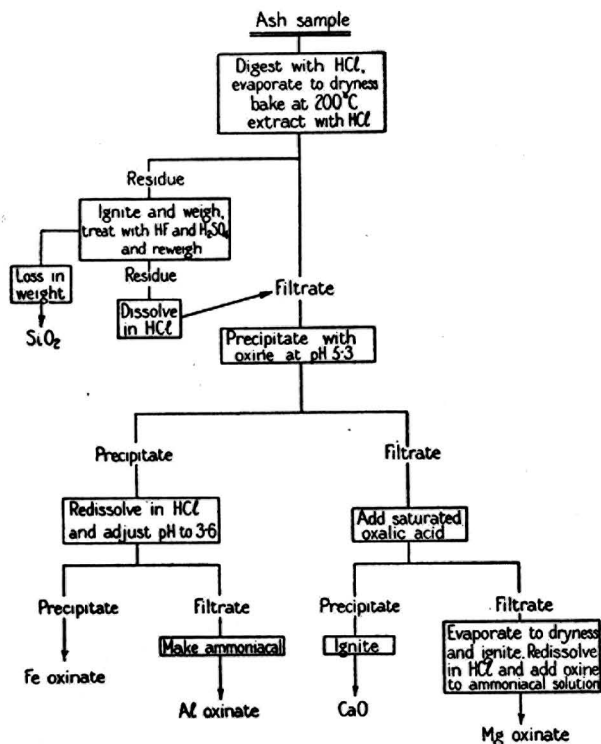 Ash sample
Digest with HCl,
evaporate to dryness
bake at 200°C
extract with HCl
Residue
Ignite and weigh,
treat with HF and H₂SO₄
and reweigh
Loss in
weight
SiO₂
Residue
Dissolve
in HCl
Filtrate
Precipitate with
oxine at pH 5·3
Precipitate
Filtrate
Redissolve in HCl
and adjust pH to 3·6
Add saturated
oxalic acid
Precipitate
Filtrate
Precipitate
Filtrate
Fe oxinate
Make ammoniacal
Al oxinate
Ignite
CaO
Evaporate to dryness
and ignite. Redissolve
in HCl and add oxine
to ammoniacal solution
Mg oxinate